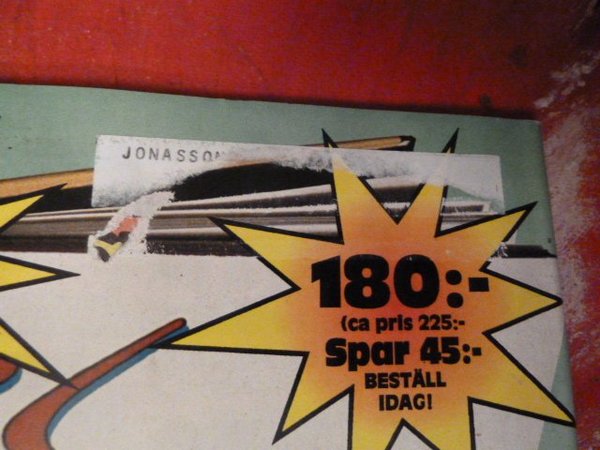 JONASSON
180:-
(ca pris 225:-
Spar 45:-
BESTÄLL
IDAG!